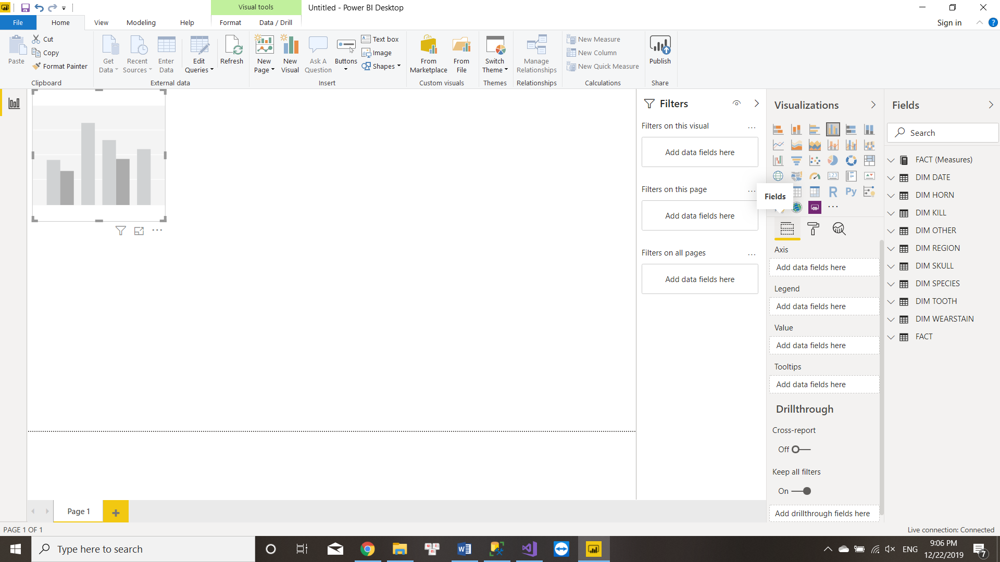 Visual tools
Untitled - Power BI Desktop
File
Home
View
Modeling
Help
Format
Data / Drill
Sign in
?
Paste
Cut
Copy
Format Painter
Clipboard
Get
Data
Recent
Sources
Enter
Data
Edit
Queries
Refresh
External data
New
Page
New
Visual
Ask A
Question
Buttons
Text box
Image
Shapes
Insert
From
Marketplace
From
File
Custom visuals
Switch
Theme
Themes
Manage
Relationships
Relationships
New Measure
New Column
New Quick Measure
Calculations
Publish
Share
Filters
Filters on this visual
...
Add data fields here
Filters on this page
...
Add data fields here
Filters on all pages
...
Add data fields here
Visualizations
123
R
Py
...
Fields
Axis
Add data fields here
Legend
Add data fields here
Value
Add data fields here
Tooltips
Add data fields here
Drillthrough
Cross-report
Off
Keep all filters
On
Add drillthrough fields here
Fields
Search
FACT (Measures)
DIM DATE
DIM HORN
DIM KILL
DIM OTHER
DIM REGION
DIM SKULL
DIM SPECIES
DIM TOOTH
DIM WEARSTAIN
FACT
Page 1
PAGE 1 OF 1
Live connection: Connected
Type here to search
ENG
9:06 PM
12/22/2019
7